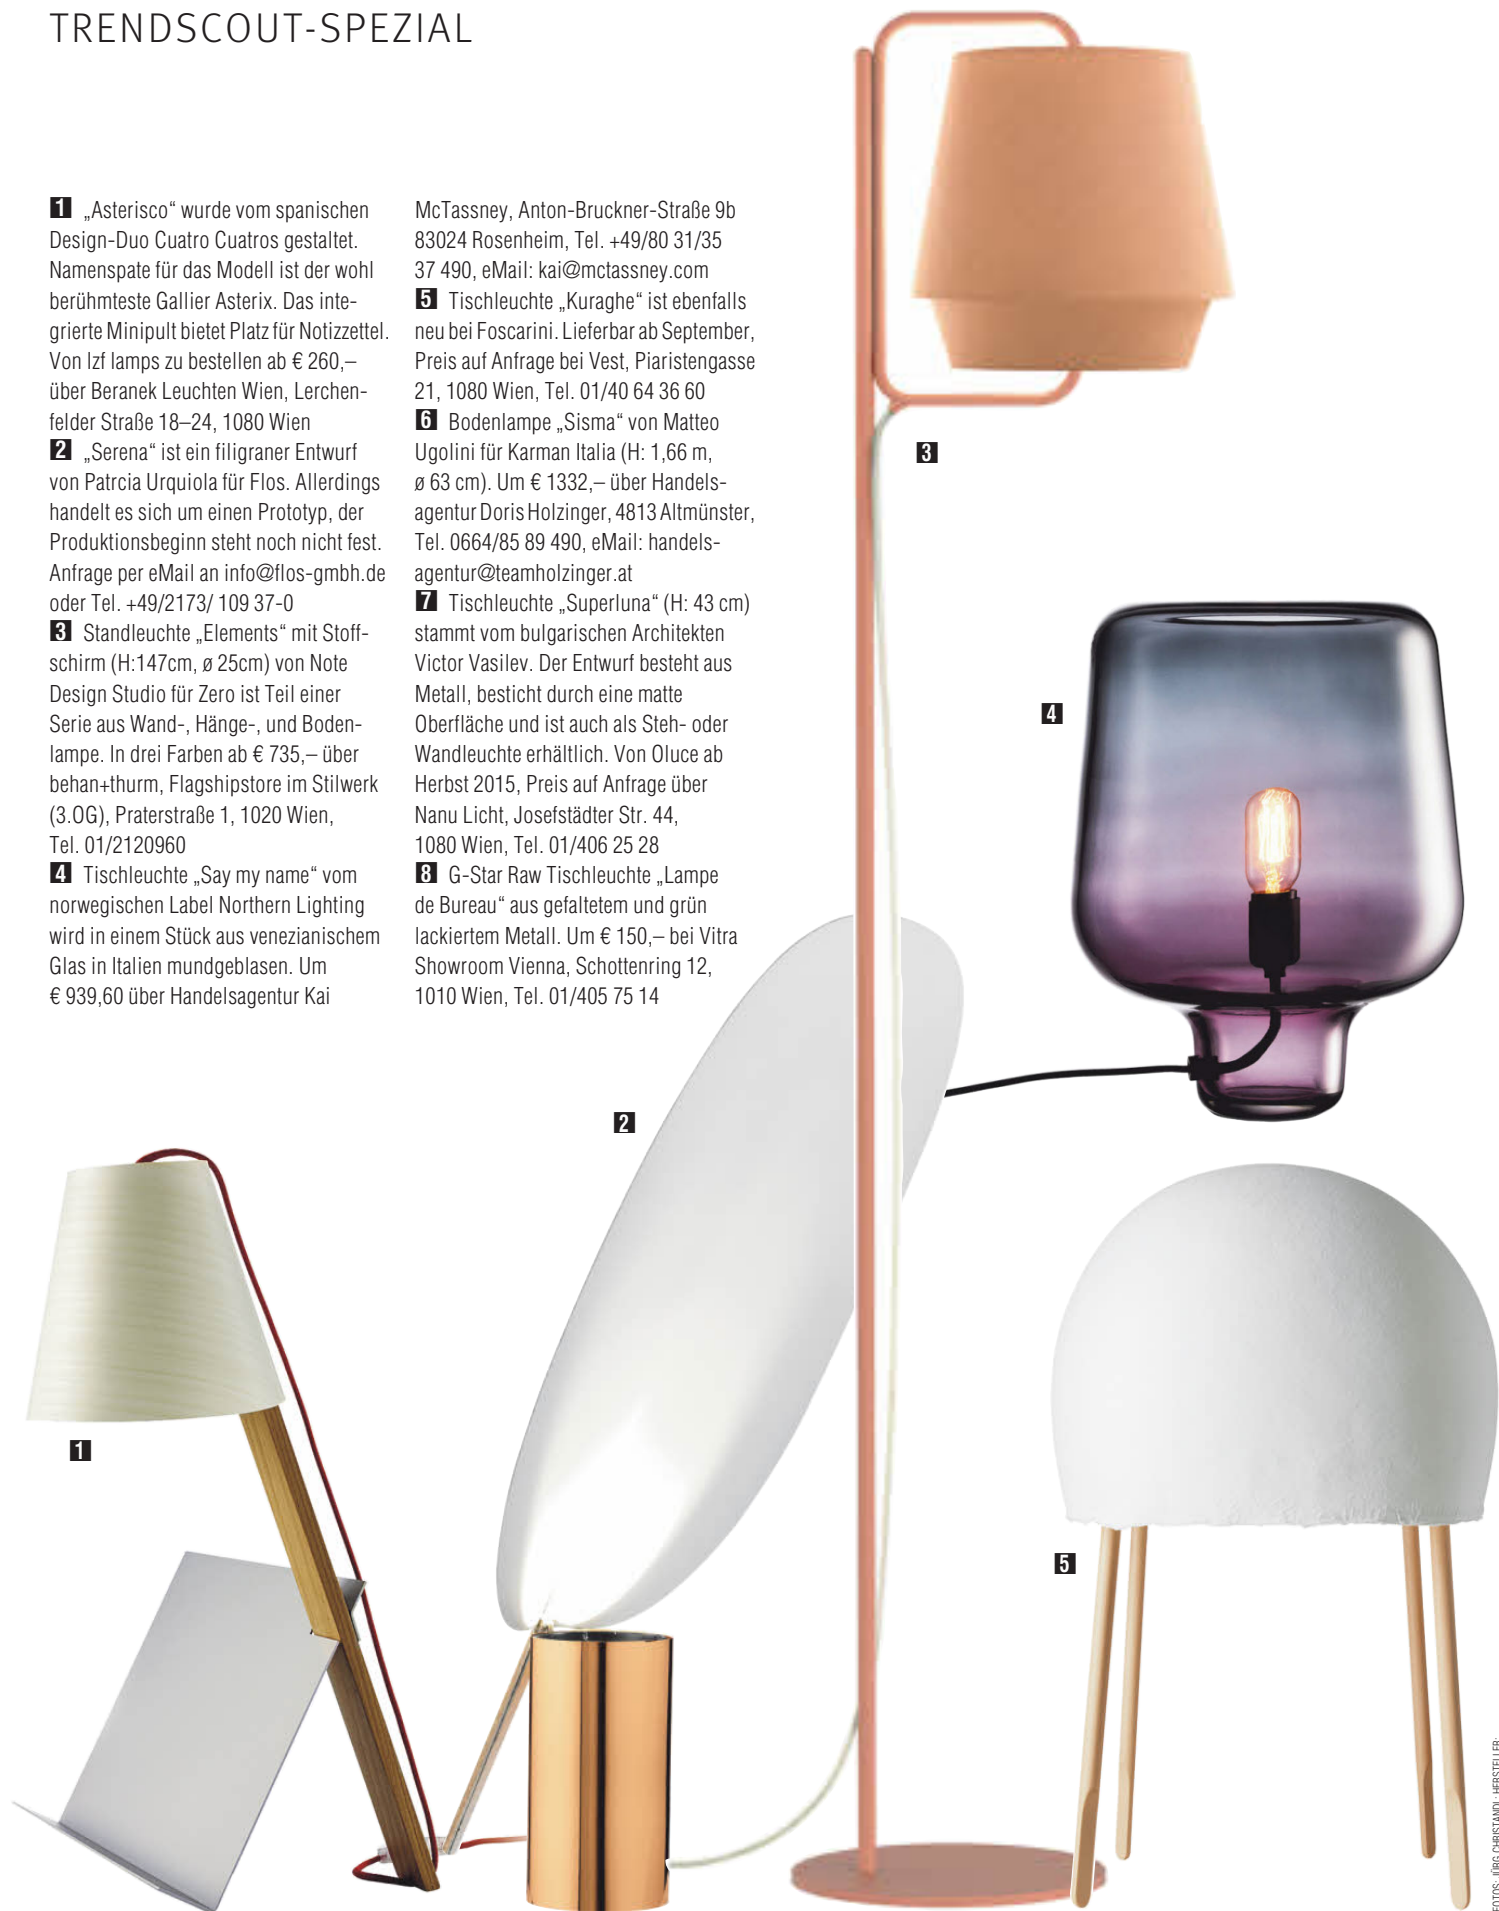 TRENDSCOUT-SPEZIAL
1 „Asterisco“ wurde vom spanischen
Design-Duo Cuatro Cuatros gestaltet.
Namenspate für das Modell ist der wohl
berühmteste Gallier Asterix. Das inte-
grierte Minipult bietet Platz für Notizzettel.
Von lzf lamps zu bestellen ab € 260,–
über Beranek Leuchten Wien, Lerchen-
felder Straße 18–24, 1080 Wien
2 „Serena“ ist ein filigraner Entwurf
von Patrcia Urquiola für Flos. Allerdings
handelt es sich um einen Prototyp, der
Produktionsbeginn steht noch nicht fest.
Anfrage per eMail an info@flos-gmbh.de
oder Tel. +49/2173/ 109 37-0
3 Standleuchte „Elements“ mit Stoff-
schirm (H:147cm, ø 25cm) von Note
Design Studio für Zero ist Teil einer
Serie aus Wand-, Hänge-, und Boden-
lampe. In drei Farben ab € 735,– über
behan+thurm, Flagshipstore im Stilwerk
(3.OG), Praterstraße 1, 1020 Wien,
Tel. 01/2120960
4 Tischleuchte „Say my name“ vom
norwegischen Label Northern Lighting
wird in einem Stück aus venezianischem
Glas in Italien mundgeblasen. Um
€ 939,60 über Handelsagentur Kai
McTassney, Anton-Bruckner-Straße 9b
83024 Rosenheim, Tel. +49/80 31/35
37 490, eMail: kai@mctassney.com
5 Tischleuchte „Kuraghe“ ist ebenfalls
neu bei Foscarini. Lieferbar ab September,
Preis auf Anfrage bei Vest, Piaristengasse
21, 1080 Wien, Tel. 01/40 64 36 60
6 Bodenlampe „Sisma“ von Matteo
Ugolini für Karman Italia (H: 1,66 m,
ø 63 cm). Um € 1332,– über Handels-
agentur Doris Holzinger, 4813 Altmünster,
Tel. 0664/85 89 490, eMail: handels-
agentur@teamholzinger.at
7 Tischleuchte „Superluna“ (H: 43 cm)
stammt vom bulgarischen Architekten
Victor Vasilev. Der Entwurf besteht aus
Metall, besticht durch eine matte
Oberfläche und ist auch als Steh- oder
Wandleuchte erhältlich. Von Oluce ab
Herbst 2015, Preis auf Anfrage über
Nanu Licht, Josefstädter Str. 44,
1080 Wien, Tel. 01/406 25 28
8 G-Star Raw Tischleuchte „Lampe
de Bureau“ aus gefaltetem und grün
lackiertem Metall. Um € 150,– bei Vitra
Showroom Vienna, Schottenring 12,
1010 Wien, Tel. 01/405 75 14
3
4
2
1
5
FOTOS: JÜRG CHRISTANDL; HERSTELLER;